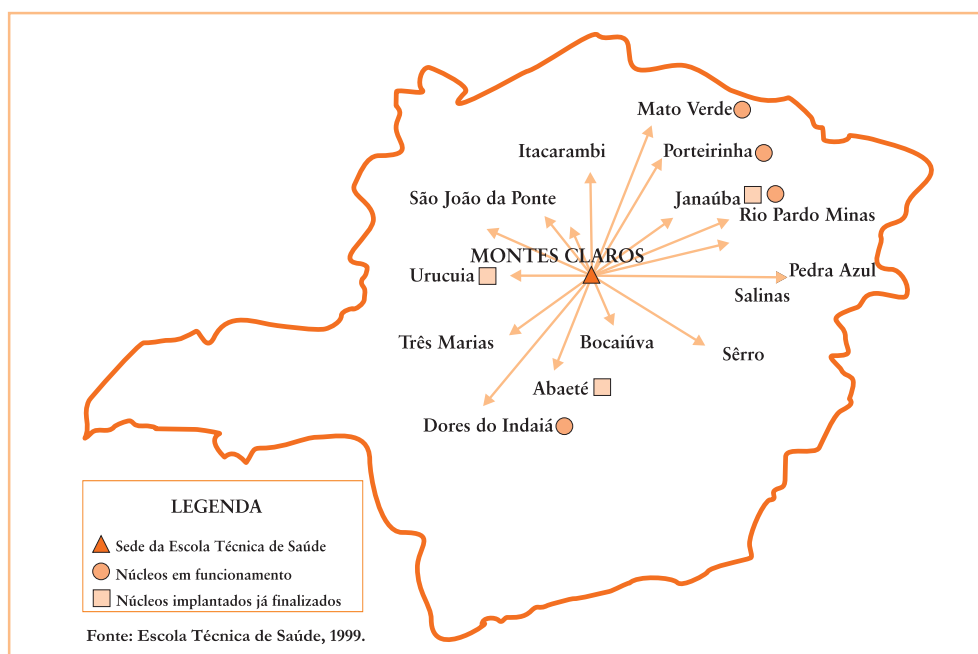 Mato Verde
Itacarambi
Porteirinha
São João da Ponte
Janaúba
Rio Pardo Minas
MONTES CLAROS
Urucuia
Pedra Azul
Salinas
Três Marias
Bocaiúva
Sêrro
Abaeté
Dores do Indaiá
LEGENDA
Sede da Escola Técnica de Saúde
Núcleos em funcionamento
Núcleos implantados já finalizados
Fonte: Escola Técnica de Saúde, 1999.